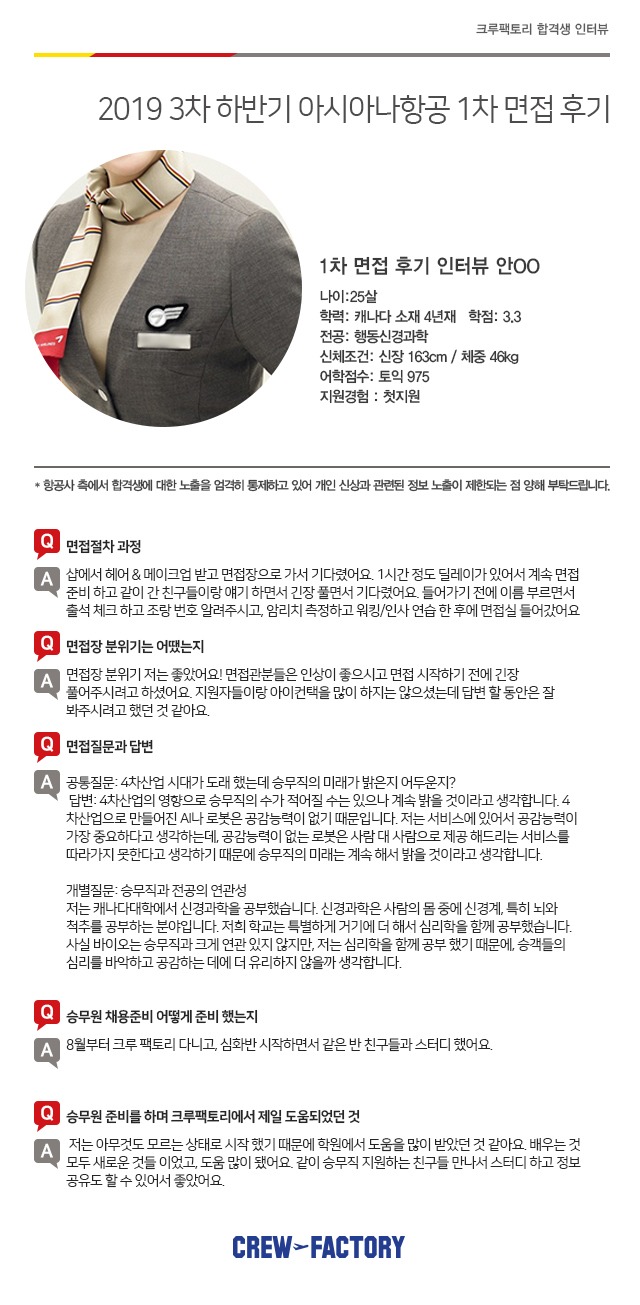 크루팩토리 합격생 인터뷰
2019 3차 하반기 아시아나항공 1차 면접 후기
1차 면접 후기 인터뷰 안OO
나이:25살
학력: 캐나다 소재 4년재 학점: 3.3
전공: 행동신경과학
신체조건: 신장 163cm / 체중 46kg
어학점수: 토익 975
지원경험 : 첫지원
* 항공사 측에서 합격생에 대한 노출을 엄격히 통제하고 있어 개인 신상과 관련된 정보 노출이 제한되는 점 양해 부탁드립니다.
Q 면접절차 과정
A 샵에서 헤어 & 메이크업 받고 면접장으로 가서 기다렸어요. 1시간 정도 딜레이가 있어서 계속 면접
준비 하고 같이 간 친구들이랑 얘기 하면서 긴장 풀면서 기다렸어요. 들어가기 전에 이름 부르면서
출석 체크 하고 조랑 번호 알려주시고, 암리치 측정하고 워킹/인사 연습 한 후에 면접실 들어갔어요
Q 면접장 분위기는 어땠는지
A 면접장 분위기 저는 좋았어요! 면접관분들은 인상이 좋으시고 면접 시작하기 전에 긴장
풀어주시려고 하셨어요. 지원자들이랑 아이컨택을 많이 하지는 않으셨는데 답변 할 동안은 잘
봐주시려고 했던 것 같아요.
Q 면접질문과 답변
A 공통질문: 4차산업 시대가 도래 했는데 승무직의 미래가 밝은지 어두운지?
답변: 4차산업의 영향으로 승무직의 수가 적어질 수는 있으나 계속 밝을 것이라고 생각합니다. 4
차산업으로 만들어진 AI나 로봇은 공감능력이 없기 때문입니다. 저는 서비스에 있어서 공감능력이
가장 중요하다고 생각하는데, 공감능력이 없는 로봇은 사람 대 사람으로 제공 해드리는 서비스를
따라가지 못한다고 생각하기 때문에 승무직의 미래는 계속 해서 밝을 것이라고 생각합니다.
개별질문: 승무직과 전공의 연관성
저는 캐나다대학에서 신경과학을 공부했습니다. 신경과학은 사람의 몸 중에 신경계, 특히 뇌와
척추를 공부하는 분야입니다. 저희 학교는 특별하게 거기에 더 해서 심리학을 함께 공부했습니다.
사실 바이오는 승무직과 크게 연관 있지 않지만, 저는 심리학을 함께 공부 했기 때문에, 승객들의
심리를 바악하고 공감하는 데에 더 유리하지 않을까 생각합니다.
Q 승무원 채용준비 어떻게 준비 했는지
A 8월부터 크루 팩토리 다니고, 심화반 시작하면서 같은 반 친구들과 스터디 했어요.
Q 승무원 준비를 하며 크루팩토리에서 제일 도움되었던 것
A 저는 아무것도 모르는 상태로 시작 했기 때문에 학원에서 도움을 많이 받았던 것 같아요. 배우는 것
모두 새로운 것들 이었고, 도움 많이 됐어요. 같이 승무직 지원하는 친구들 만나서 스터디 하고 정보
공유도 할 수 있어서 좋았어요.
CREW FACTORY